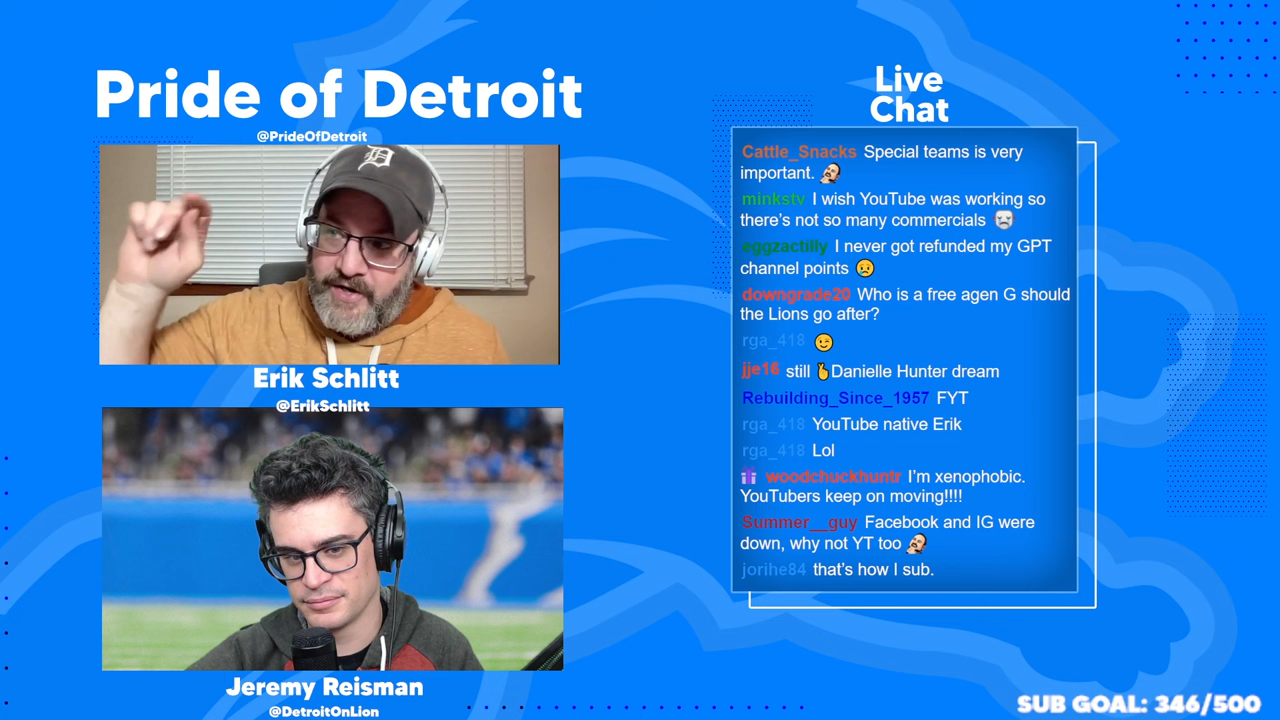 Pride of Detroit
@PrideOfDetroit
D
Erik Schlitt
@ErikSchlitt
Jeremy Reisman
@DetroitOnLion
Live
Chat
Cattle_Snacks Special teams is very
important.
minkstv I wish YouTube was working so
there's not so many commercials
eggzactilly I never got refunded my GPT
channel points
downgrade20 Who is a free agen G should
the Lions go after?
rga_418
jje16 still Danielle Hunter dream
Rebuilding_Since_1957 FYT
rga_418 YouTube native Erik
rga_418 Lol
woodchuckhuntr I'm xenophobic.
YouTubers keep on moving!!!!
Summer__guy Facebook and IG were
down, why not YT too
jorihe84 that's how I sub.
SUB GOAL: 346/500